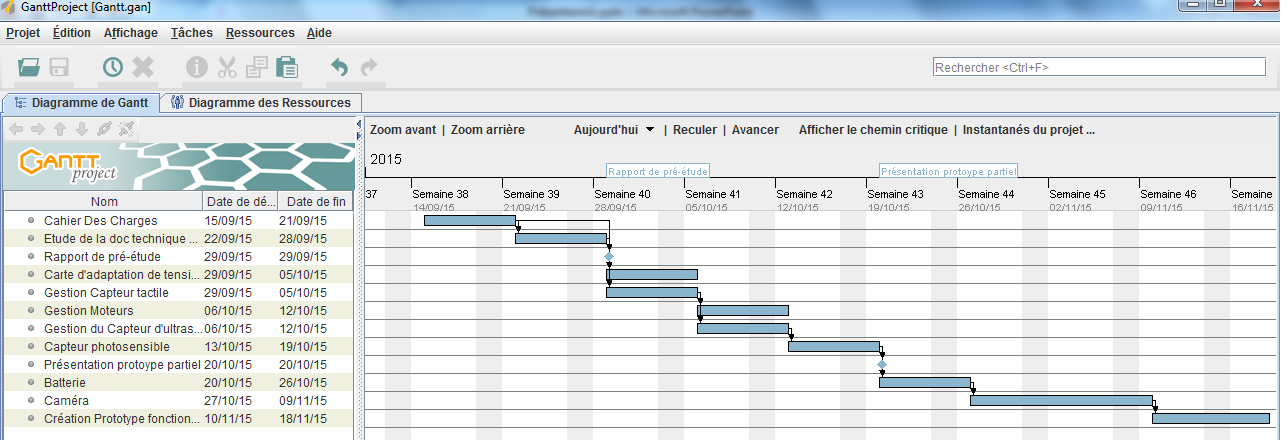 GanttProject [Gantt.gan]
Projet Édition Affichage Tâches Ressources Aide
Rechercher <Ctrl+F>
Diagramme de Gantt Diagramme des Ressources
Zoom avant | Zoom arrière Aujourd'hui | Reculer | Avancer Afficher le chemin critique | Instantanés du projet ...
GANTT project
2015
Rapport de pré-étude Présentation protoype partiel
37 Semaine 38 Semaine 39 Semaine 40 Semaine 41 Semaine 42 Semaine 43 Semaine 44 Semaine 45 Semaine 46 Semaine
14/09/15 21/09/15 28/09/15 05/10/15 12/10/15 19/10/15 26/10/15 02/11/15 09/11/15 16/11/15
Nom Date de dé... Date de fin
Cahier Des Charges 15/09/15 21/09/15
Etude de la doc technique ... 22/09/15 28/09/15
Rapport de pré-étude 29/09/15 29/09/15
Carte d'adaptation de tensi... 29/09/15 05/10/15
Gestion Capteur tactile 29/09/15 05/10/15
Gestion Moteurs 06/10/15 12/10/15
Gestion du Capteur d'ultras... 06/10/15 12/10/15
Capteur photosensible 13/10/15 19/10/15
Présentation protoype partiel 20/10/15 20/10/15
Batterie 20/10/15 26/10/15
Caméra 27/10/15 09/11/15
Création Prototype fonction... 10/11/15 18/11/15